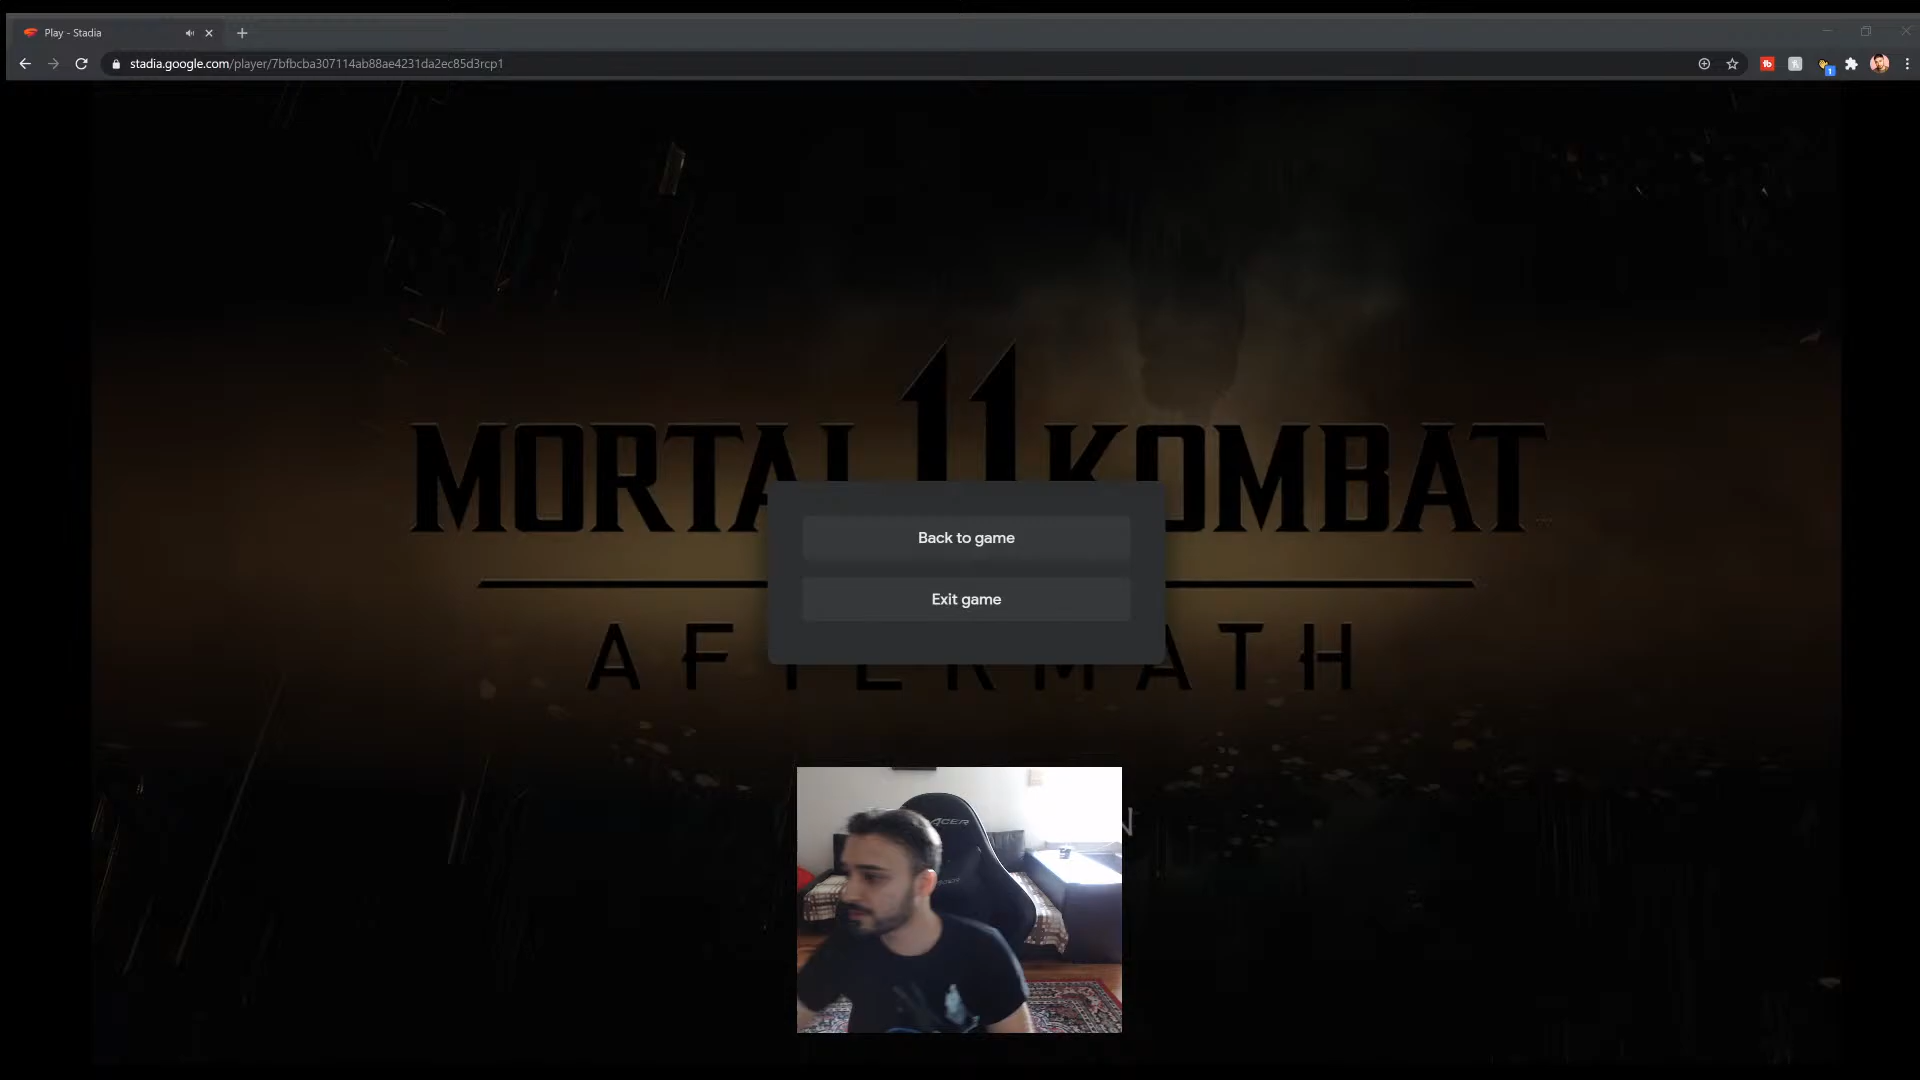 Play - Stadia
stadia.google.com/player/7bfbcba307114ab88ae4231da2ec85d3rcp1
MORTAL 11 KOMBAT
Back to game
Exit game
AFTERMATH